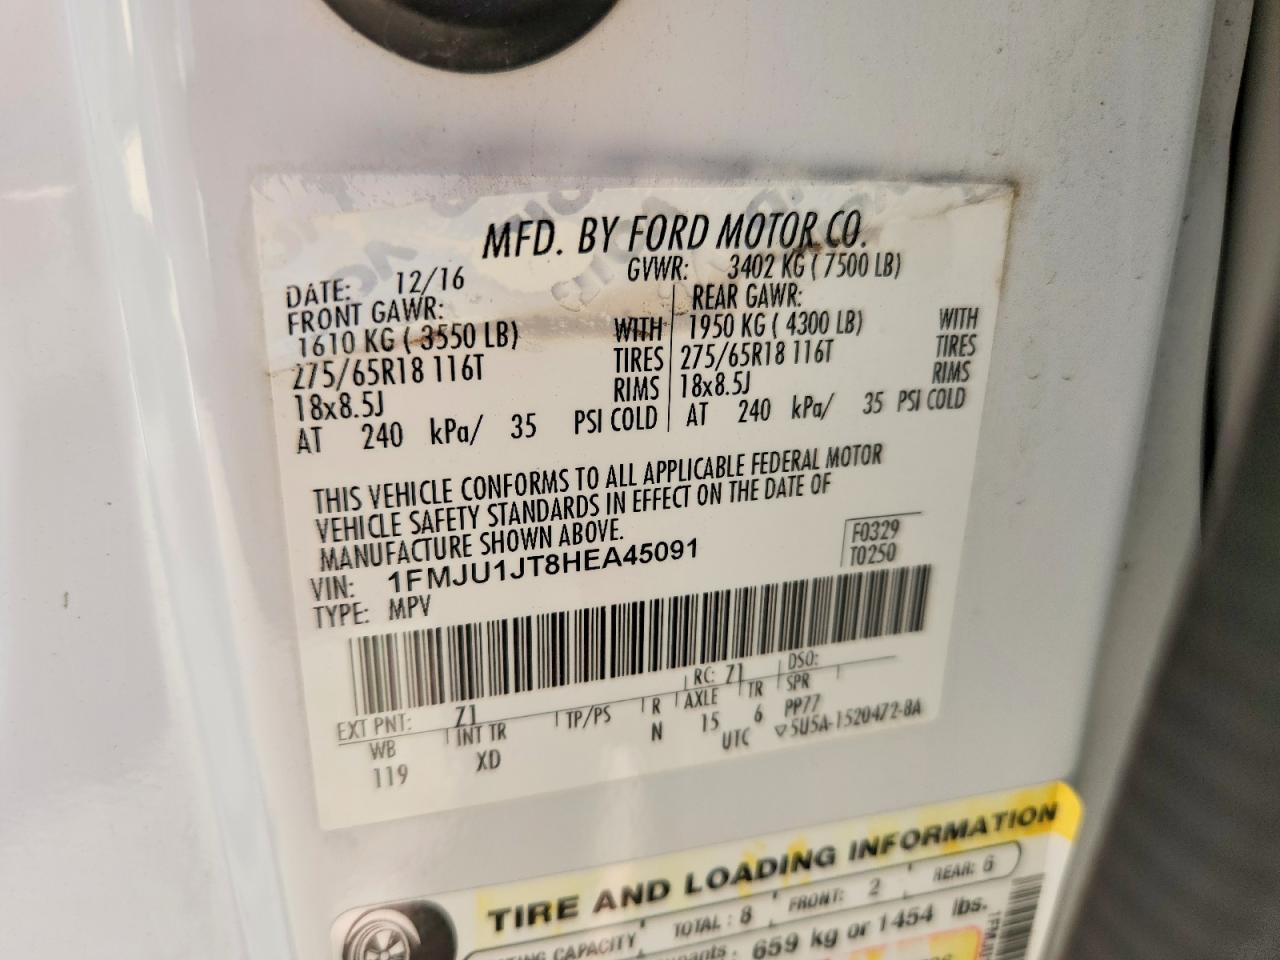 MFD. BY FORD MOTOR CO.
DATE: 12/16 GVWR: 3402 KG ( 7500 LB)
FRONT GAWR: REAR GAWR:
1610 KG ( 3550 LB) WITH 1950 KG ( 4300 LB) WITH
275/65R18 116T TIRES 275/65R18 116T TIRES
18x8.5J RIMS 18x8.5J RIMS
AT 240 kPa/ 35 PSI COLD AT 240 kPa/ 35 PSI COLD
THIS VEHICLE CONFORMS TO ALL APPLICABLE FEDERAL MOTOR
VEHICLE SAFETY STANDARDS IN EFFECT ON THE DATE OF
MANUFACTURE SHOWN ABOVE.
F0329
T0250
VIN: 1FMJU1JT8HEA45091
TYPE: MPV
EXT PNT: Z1 RC: Z1 DSO:
WB INT TR TP/PS R AXLE TR SPR
119 XD N 15 6 PP77
UTC ▽5U5A-1520472-BA
TIRE AND LOADING INFORMATION
CAPACITY TOTAL: 8 FRONT: 2 REAR: 6
659 kg or 1454 lbs.